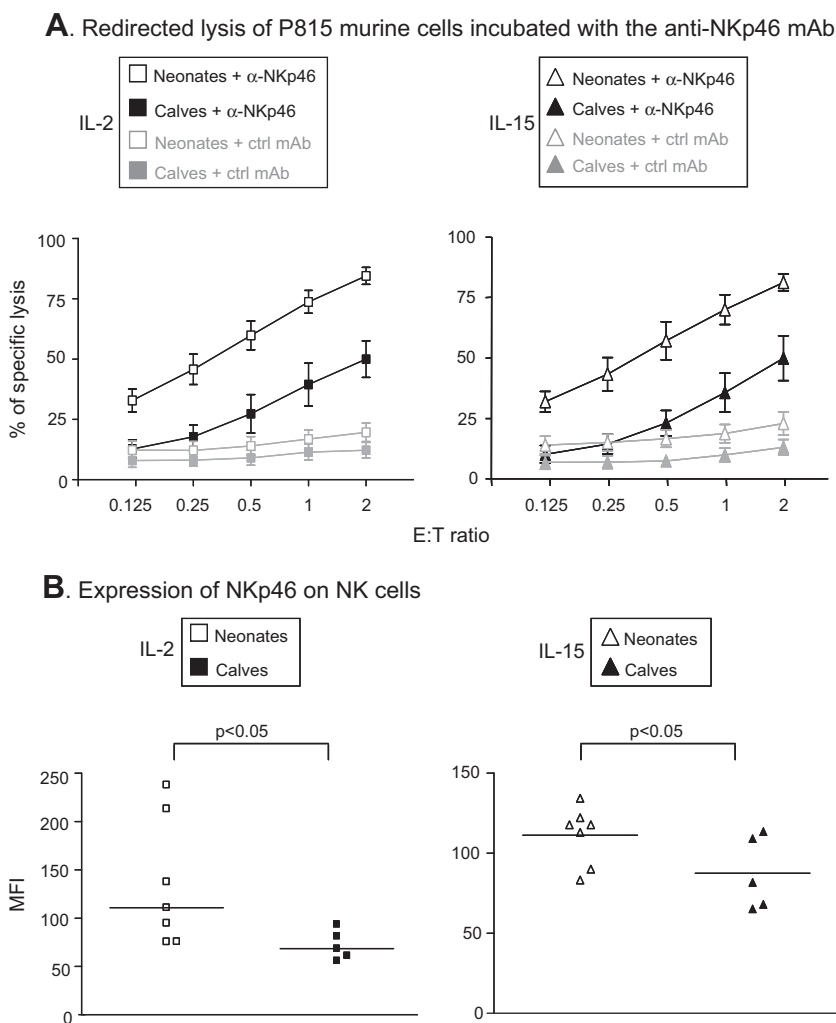 A. Redirected lysis of P815 murine cells incubated with the anti-NKp46 mAb
IL-2
Neonates + α-NKp46
Calves + α-NKp46
Neonates + ctrl mAb
Calves + ctrl mAb
IL-15
Neonates + α-NKp46
Calves + α-NKp46
Neonates + ctrl mAb
Calves + ctrl mAb
% of specific lysis
100
75
50
25
0
0.125 0.25 0.5 1 2
100
75
50
25
0
0.125 0.25 0.5 1 2
E:T ratio
B. Expression of NKp46 on NK cells
IL-2
Neonates
Calves
IL-15
Neonates
Calves
p<0.05
MFI
250
200
150
100
50
0
p<0.05
150
100
50
0